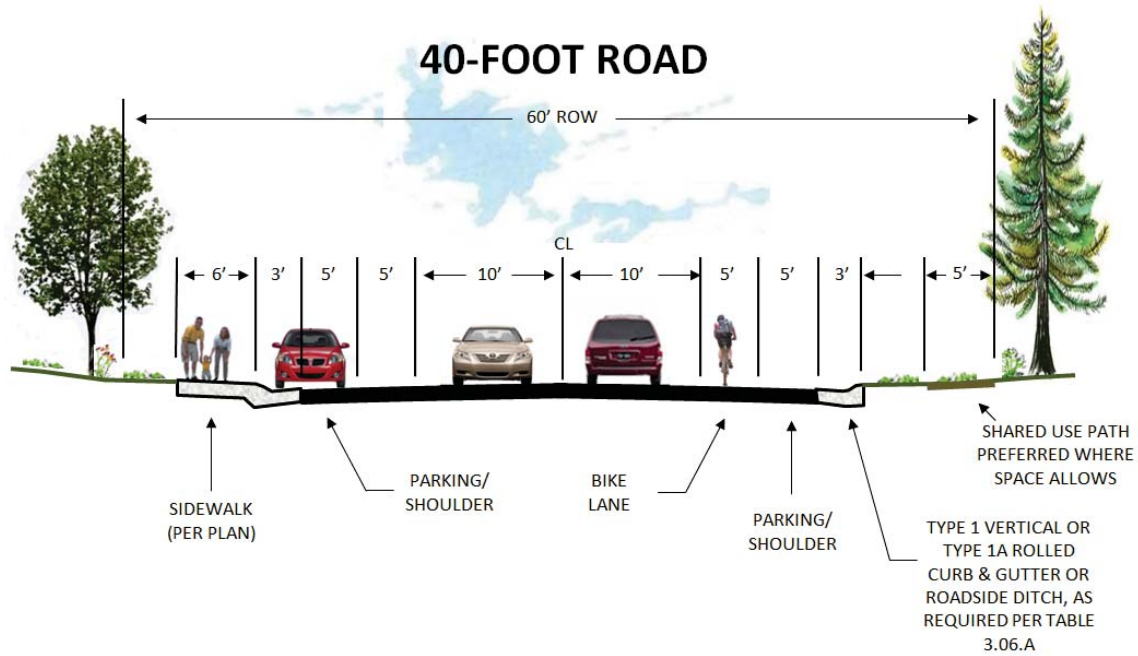 40-FOOT ROAD
60’ ROW
CL
6’ 3’ 5’ 5’ 10’ 10’ 5’ 5’ 3’ 5’
SIDEWALK
(PER PLAN)
PARKING/
SHOULDER
BIKE
LANE
PARKING/
SHOULDER
SHARED USE PATH
PREFERRED WHERE
SPACE ALLOWS
TYPE 1 VERTICAL OR
TYPE 1A ROLLED
CURB & GUTTER OR
ROADSIDE DITCH, AS
REQUIRED PER TABLE
3.06.A